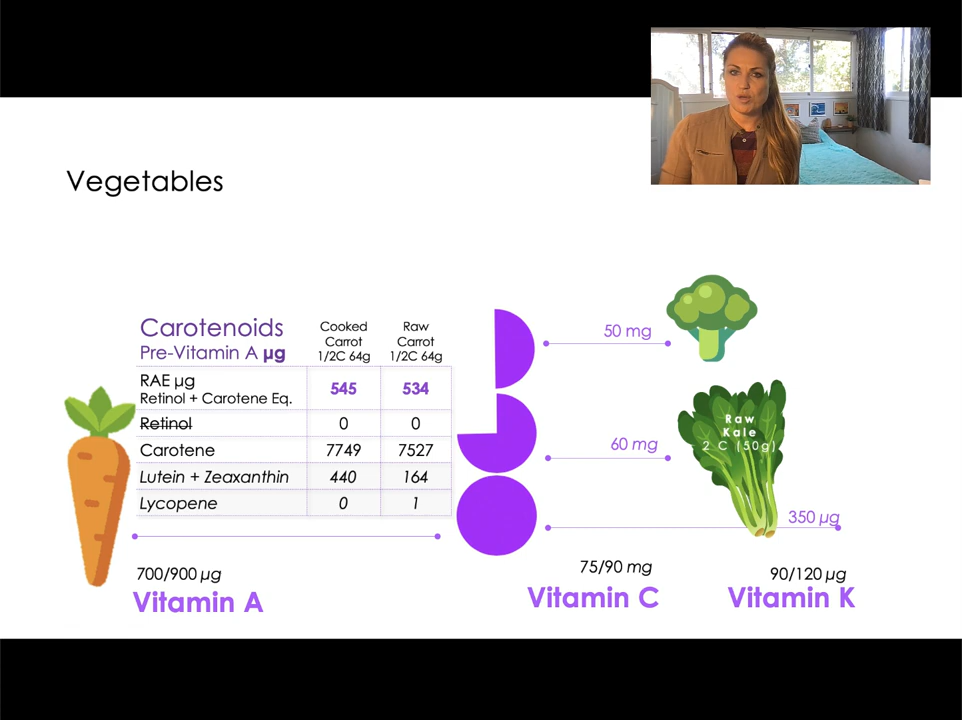 Vegetables
Carotenoids
Pre-Vitamin A µg
Cooked
Carrot
1/2C 64g
Raw
Carrot
1/2C 64g
RAE µg
Retinol + Carotene Eq.
545
534
Retinol
0
0
Carotene
7749
7527
Lutein + Zeaxanthin
440
164
Lycopene
0
1
700/900 µg
Vitamin A
50 mg
60 mg
Raw
Kale
2 C (50g)
350 µg
75/90 mg
Vitamin C
90/120 µg
Vitamin K